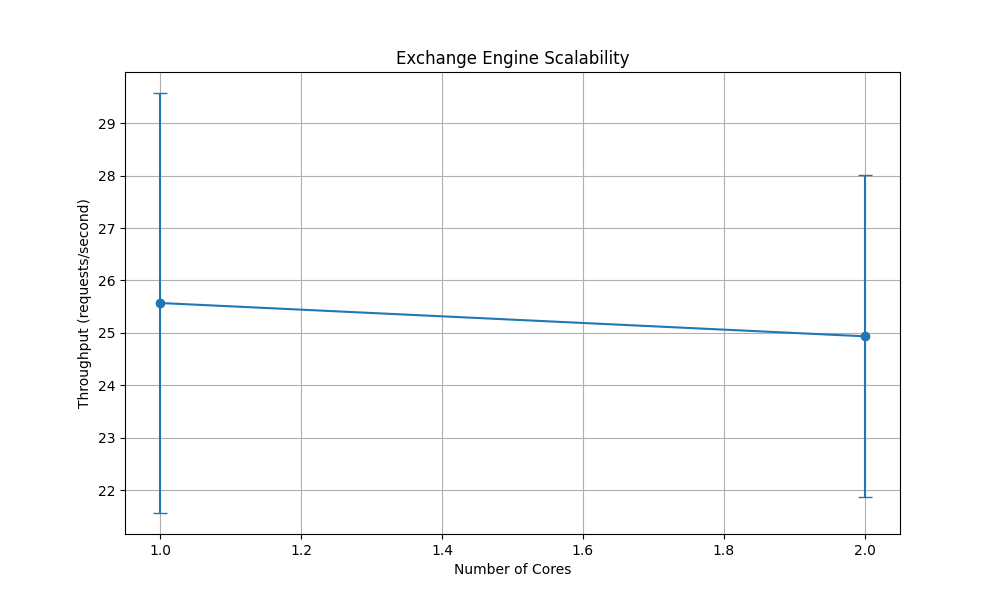 Exchange Engine Scalability
Throughput (requests/second)
29
28
27
26
25
24
23
22
1.0 1.2 1.4 1.6 1.8 2.0
Number of Cores